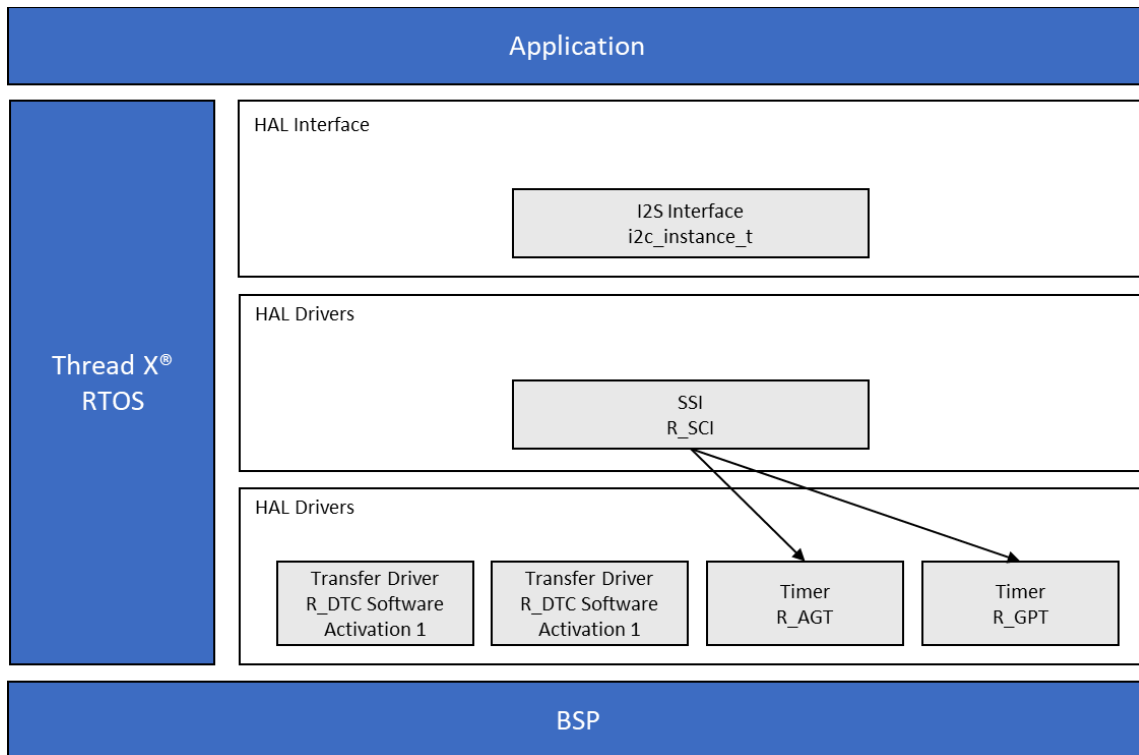 Application
Thread X®
RTOS
HAL Interface
I2S Interface
i2c_instance_t
HAL Drivers
SSI
R_SCI
HAL Drivers
Transfer Driver
R_DTC Software
Activation 1
Transfer Driver
R_DTC Software
Activation 1
Timer
R_AGT
Timer
R_GPT
BSP